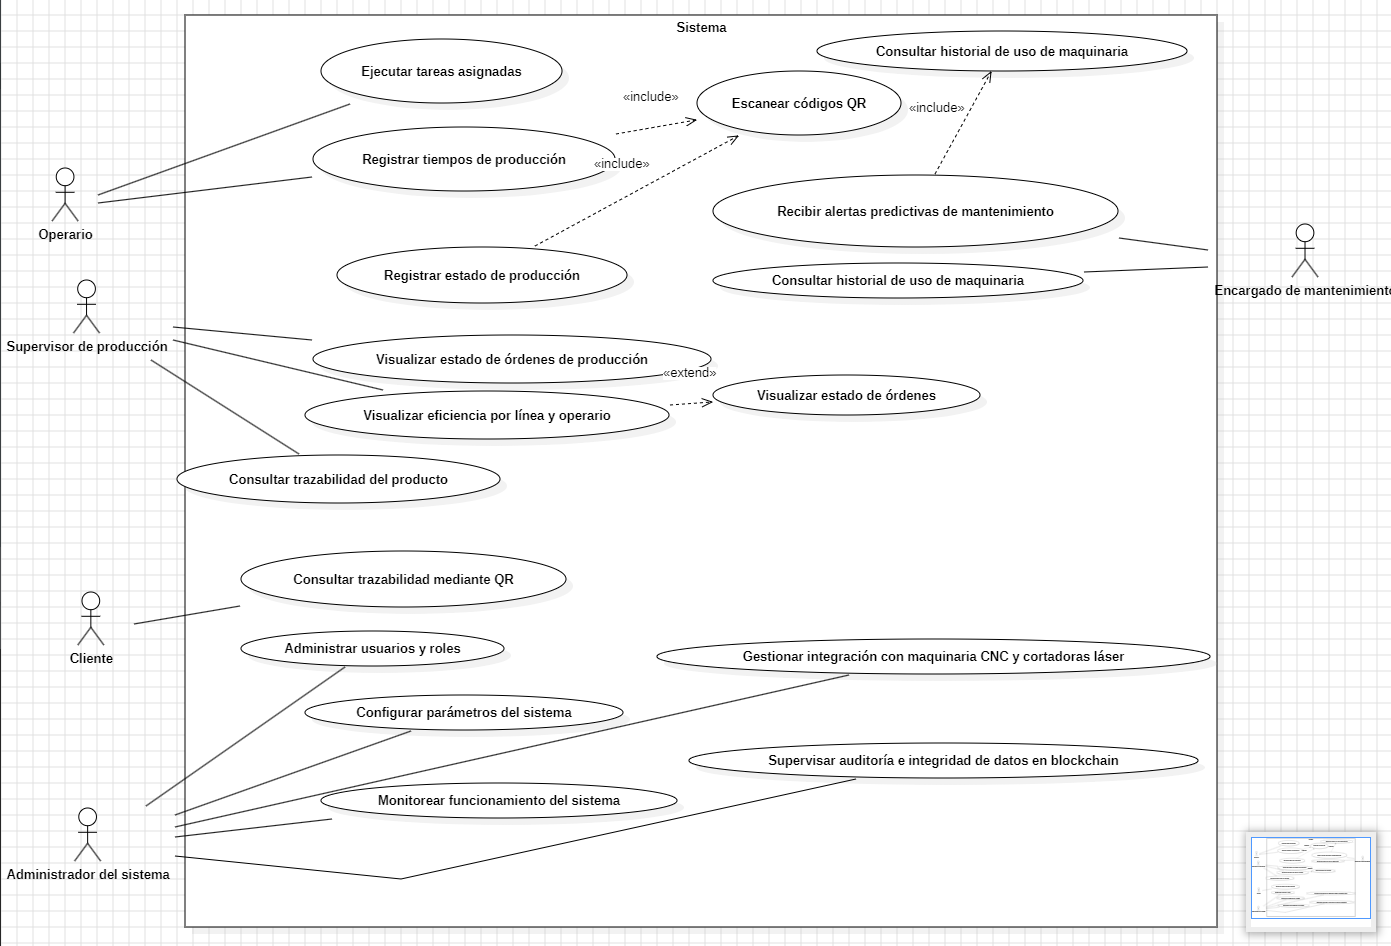 Sistema
Consultar historial de uso de maquinaria
Ejecutar tareas asignadas
«include»
Escanear códigos QR
«include»
Registrar tiempos de producción
«include»
Recibir alertas predictivas de mantenimiento
Operario
Registrar estado de producción
Consultar historial de uso de maquinaria
Encargado de mantenimiento
Supervisor de producción
Visualizar estado de órdenes de producción
«extend»
Visualizar estado de órdenes
Visualizar eficiencia por línea y operario
Consultar trazabilidad del producto
Consultar trazabilidad mediante QR
Cliente
Administrar usuarios y roles
Gestionar integración con maquinaria CNC y cortadoras láser
Configurar parámetros del sistema
Supervisar auditoría e integridad de datos en blockchain
Monitorear funcionamiento del sistema
Administrador del sistema